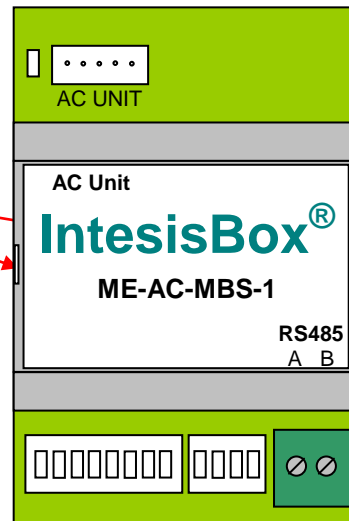 AC UNIT
AC Unit
IntesisBox®
ME-AC-MBS-1
RS485
A B